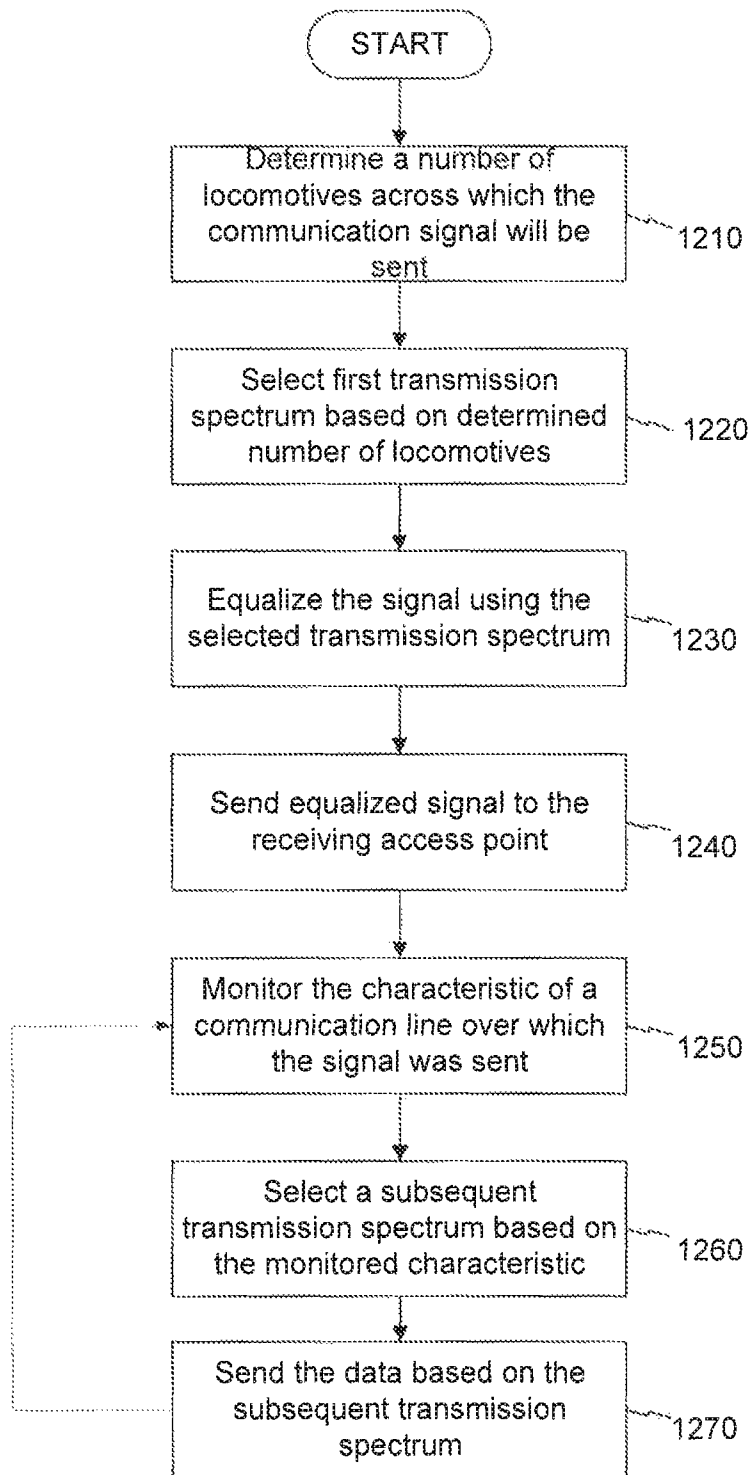 START
Determine a number of
locomotives across which the
communication signal will be
sent
1210
Select first transmission
spectrum based on determined
number of locomotives
1220
Equalize the signal using the
selected transmission spectrum
1230
Send equalized signal to the
receiving access point
1240
Monitor the characteristic of a
communication line over which
the signal was sent
1250
Select a subsequent
transmission spectrum based on
the monitored characteristic
1260
Send the data based on the
subsequent transmission
spectrum
1270